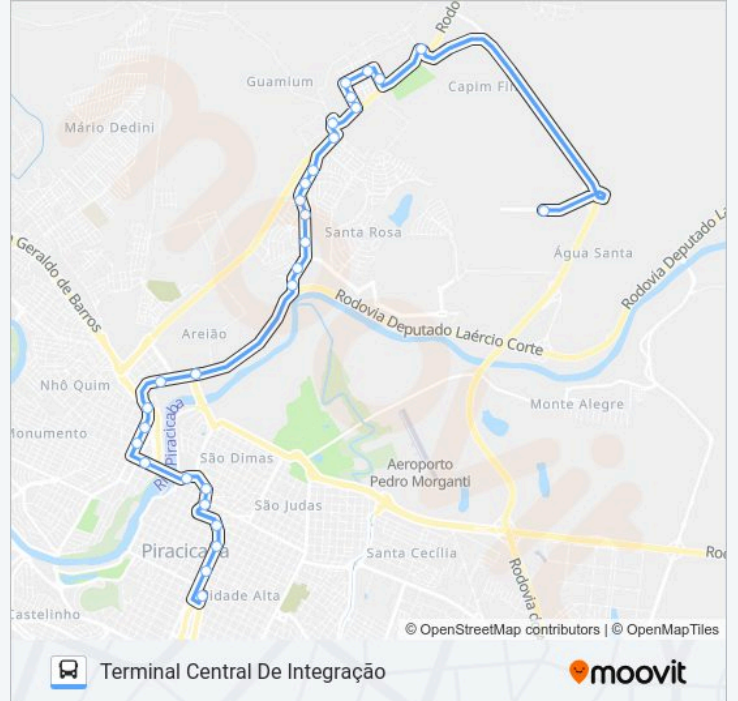 Rodo
Guamium
Capim Fin
Mário Dedini
Santa Rosa
Água Santa
Rodovia Deputado La
Geraldo de Barros
Rodovia Deputado Laércio Corte
Areião
Nhô Quim
Monte Alegre
Rio Piracicaba
Monumento
São Dimas
Aeroporto
Pedro Morganti
São Judas
Piracicaba
Santa Cecília
Rod
Rodovia d
Cidade Alta
Castelinho
© OpenStreetMap contributors | © OpenMapTiles
Terminal Central De Integração
moovit